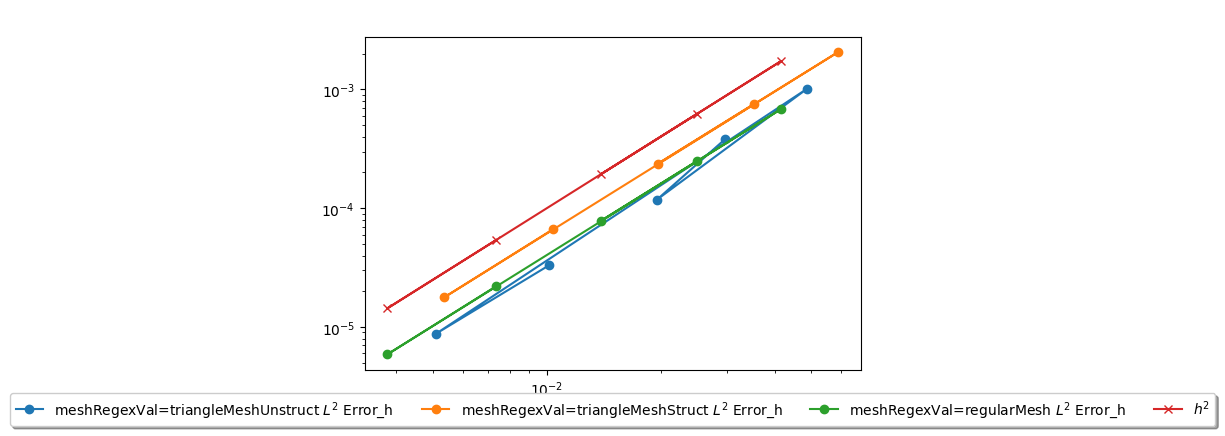 10⁻³
10⁻⁴
10⁻⁵
10⁻²
meshRegexVal=triangleMeshUnstruct L² Error_h
meshRegexVal=triangleMeshStruct L² Error_h
meshRegexVal=regularMesh L² Error_h
h²